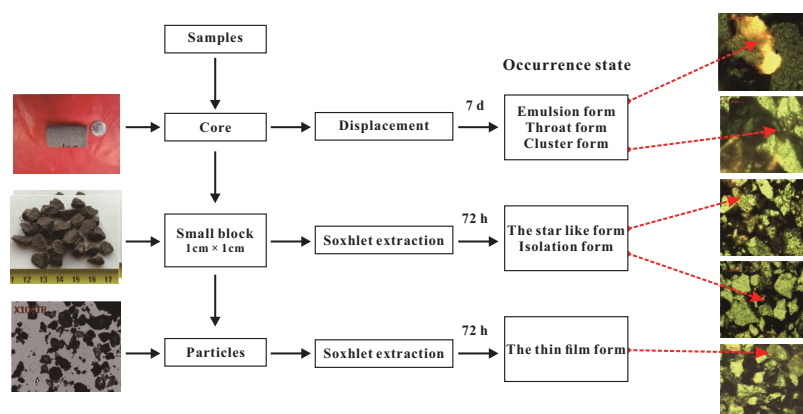 Samples
Occurrence state
Core
Displacement
7 d
Emulsion form
Throat form
Cluster form
Small block
1cm × 1cm
Soxhlet extraction
72 h
The star like form
Isolation form
11 12 13 14 15 16 17
Particles
Soxhlet extraction
72 h
The thin film form